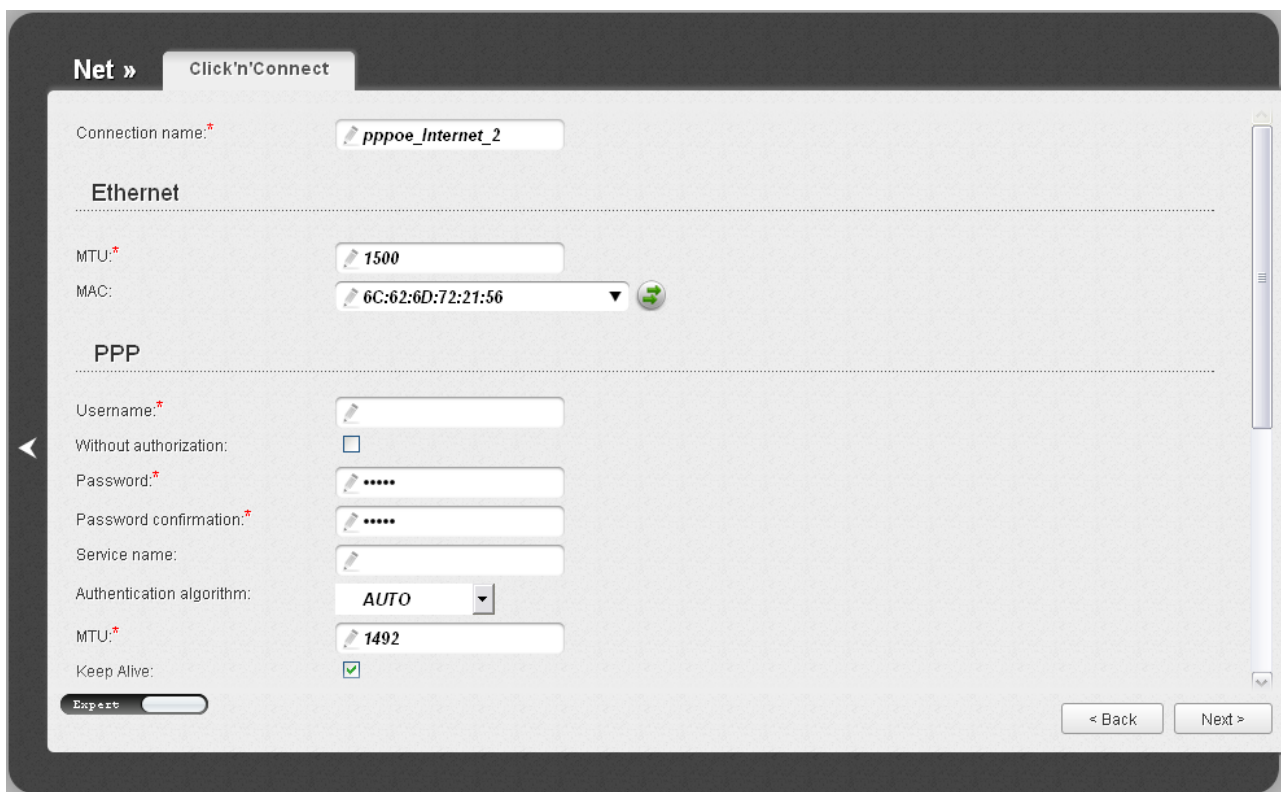 Net » Click'n'Connect
Connection name:* pppoe_Internet_2
Ethernet
MTU:* 1500
MAC: 6C:62:6D:72:21:56
PPP
Username:*
Without authorization:
Password:* •••••
Password confirmation:* •••••
Service name:
Authentication algorithm: AUTO
MTU:* 1492
Keep Alive:
Expert
< Back Next >